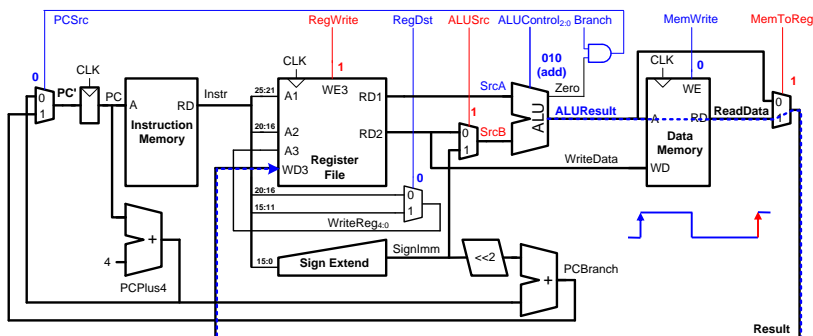 PCSrc RegWrite RegDst ALUSrc ALUControl2:0 Branch MemWrite MemToReg
CLK 010
(add)
0 CLK 1 Zero CLK 0 1
0 PC' PC Instr 25:21 WE3 SrcA WE
1 A RD A1 RD1 1 0
Instruction
Memory
20:16 A2 RD2 0 SrcB ALU ALUResult A RD ReadData 1
A3 Register
File
1 Data
Memory
WD3 0 WriteData WD
20:16 0
15:11 1
WriteReg4:0
+ SignImm
4 15:0 Sign Extend <<2 PCBranch
PCPlus4 +
Result